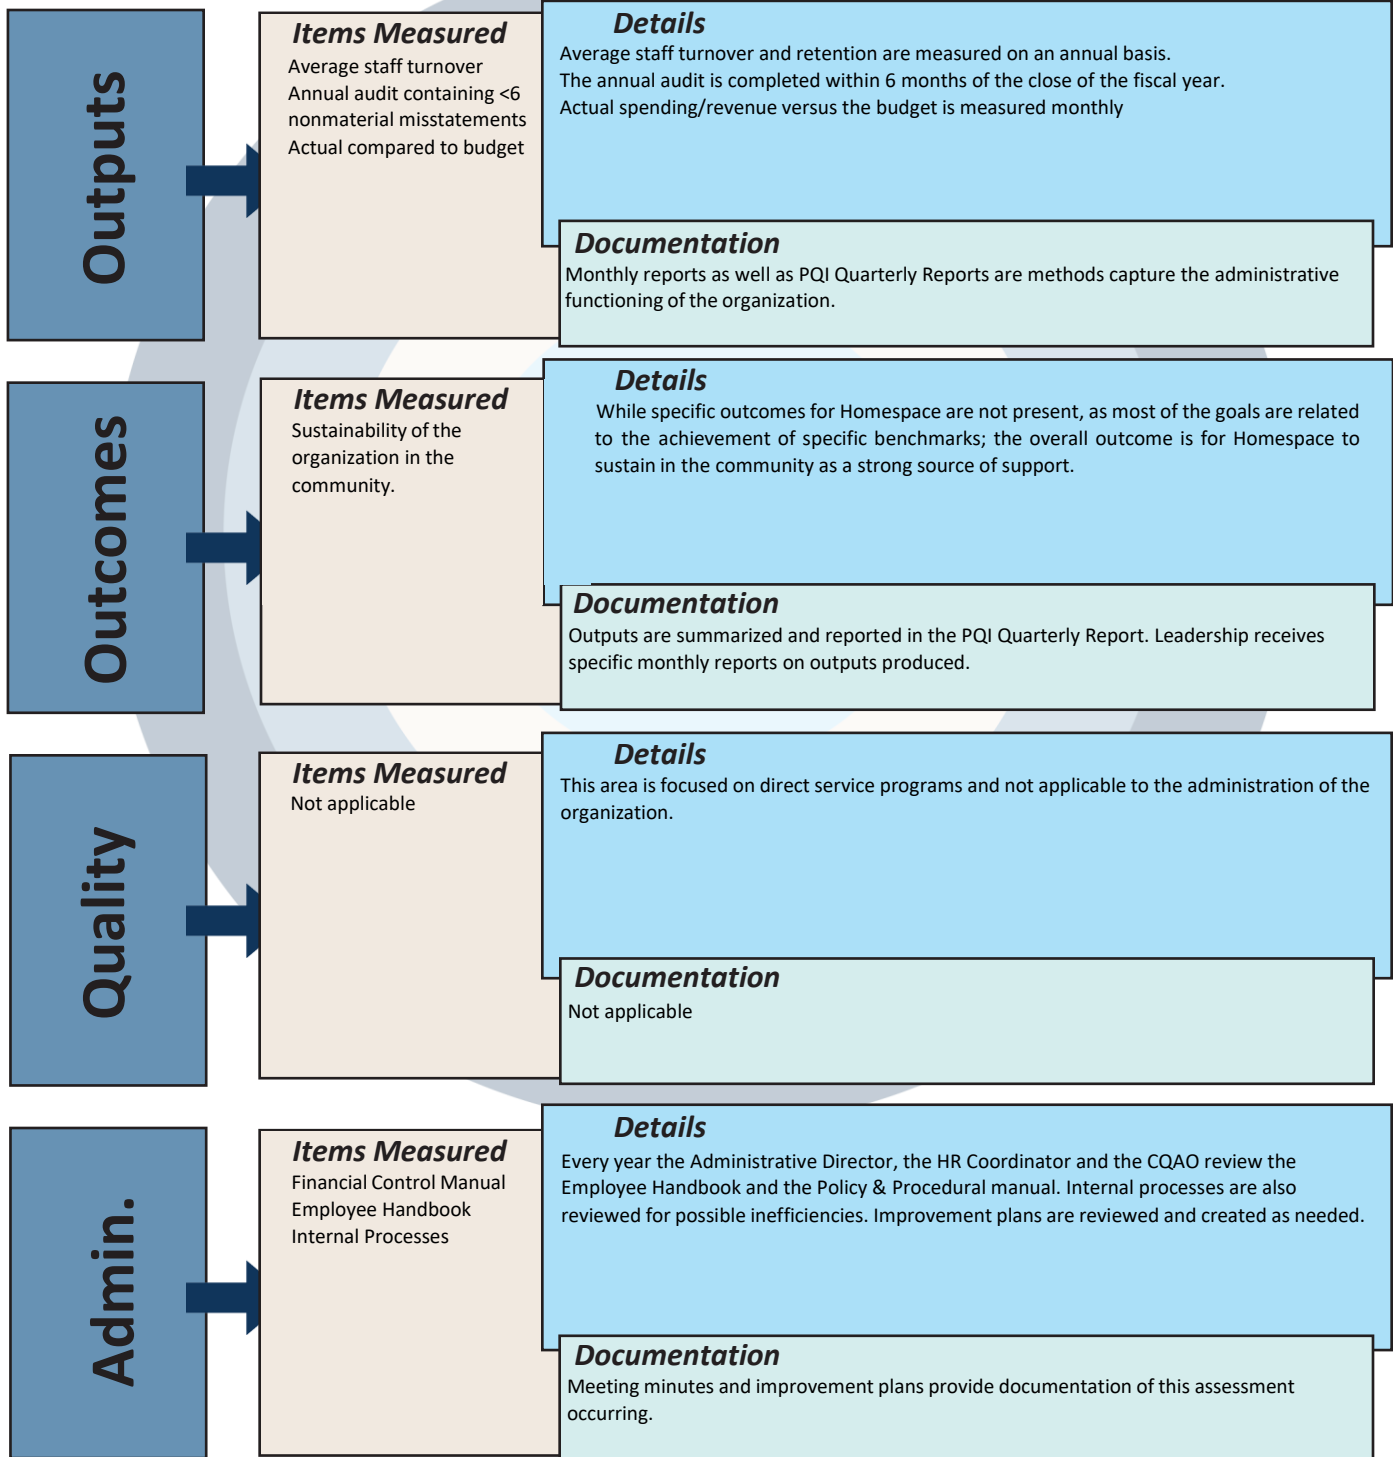 Outputs
Items Measured
Average staff turnover
Annual audit containing <6
nonmaterial misstatements
Actual compared to budget
Details
Average staff turnover and retention are measured on an annual basis.
The annual audit is completed within 6 months of the close of the fiscal year.
Actual spending/revenue versus the budget is measured monthly
Documentation
Monthly reports as well as PQI Quarterly Reports are methods capture the administrative
functioning of the organization.
Outcomes
Items Measured
Sustainability of the
organization in the
community.
Details
While specific outcomes for Homespace are not present, as most of the goals are related
to the achievement of specific benchmarks; the overall outcome is for Homespace to
sustain in the community as a strong source of support.
Documentation
Outputs are summarized and reported in the PQI Quarterly Report. Leadership receives
specific monthly reports on outputs produced.
Quality
Items Measured
Not applicable
Details
This area is focused on direct service programs and not applicable to the administration of the
organization.
Documentation
Not applicable
Admin.
Items Measured
Financial Control Manual
Employee Handbook
Internal Processes
Details
Every year the Administrative Director, the HR Coordinator and the CQAO review the
Employee Handbook and the Policy & Procedural manual. Internal processes are also
reviewed for possible inefficiencies. Improvement plans are reviewed and created as needed.
Documentation
Meeting minutes and improvement plans provide documentation of this assessment
occurring.